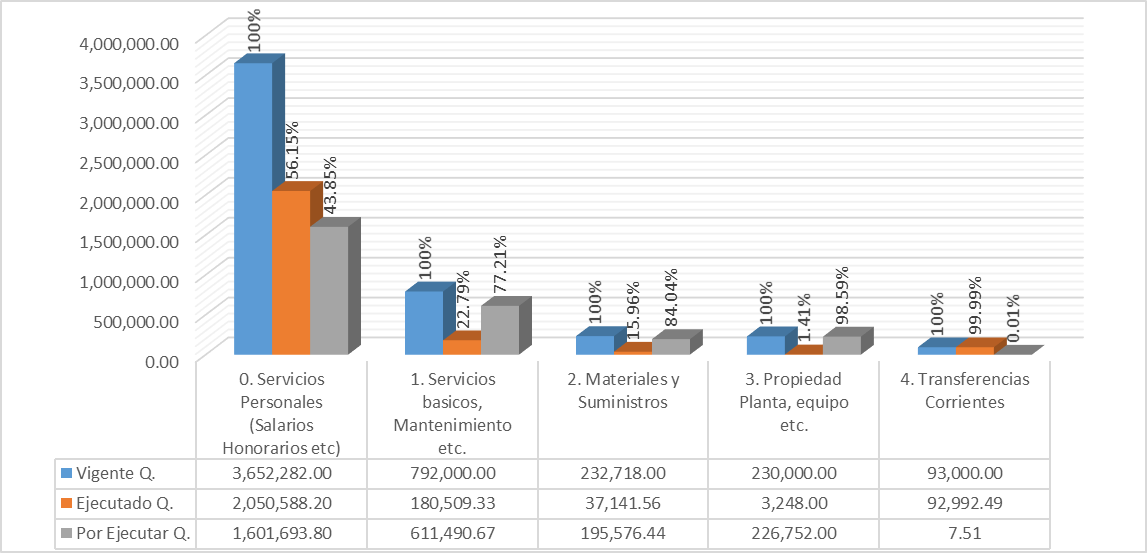 4,000,000.00
3,500,000.00
3,000,000.00
2,500,000.00
2,000,000.00
1,500,000.00
1,000,000.00
500,000.00
0.00
100%
56.15%
43.85%
100%
22.79%
77.21%
100%
15.96%
84.04%
100%
1.41%
98.59%
100%
99.99%
0.01%
0. Servicios
Personales
(Salarios
Honorarios etc)
1. Servicios
basicos,
Mantenimiento
etc.
2. Materiales y
Suministros
3. Propiedad
Planta, equipo
etc.
4. Transferencias
Corrientes
Vigente Q. 3,652,282.00 792,000.00 232,718.00 230,000.00 93,000.00
Ejecutado Q. 2,050,588.20 180,509.33 37,141.56 3,248.00 92,992.49
Por Ejecutar Q. 1,601,693.80 611,490.67 195,576.44 226,752.00 7.51